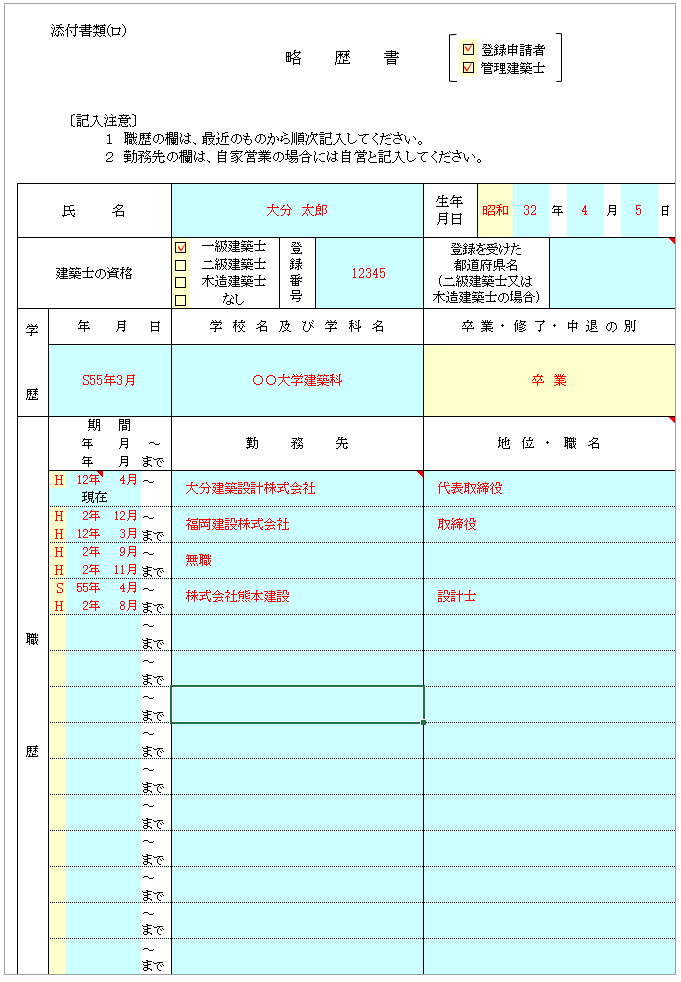 添付書類(ロ)
略 歴 書
☑ 登録申請者
☑ 管理建築士
〔記入注意〕
1 職歴の欄は、最近のものから順次記入してください。
2 勤務先の欄は、自家営業の場合には自営と記入してください。
氏 名 大分 太郎 生年月日 昭和 32 年 4 月 5 日
建築士の資格
☑ 一級建築士
☐ 二級建築士
☐ 木造建築士
☐ なし
登録番号 12345
登録を受けた
都道府県名
(二級建築士又は
木造建築士の場合)
学歴
年 月 日 学校名及び学科名 卒業・修了・中退の別
S55年3月 〇〇大学建築科 卒 業
職歴
期 間
年 月 ～
年 月 まで
勤 務 先 地位・職名
H 12年 4月 ～
現在
大分建築設計株式会社 代表取締役
H 2年 12月 ～
H 12年 3月 まで
福岡建設株式会社 取締役
H 2年 9月 ～
H 2年 11月 まで
無職
S 55年 4月 ～
H 2年 8月 まで
株式会社熊本建設 設計士
～
まで
～
まで
～
まで
～
まで
～
まで
～
まで
～
まで
～
まで
～
まで
～
まで